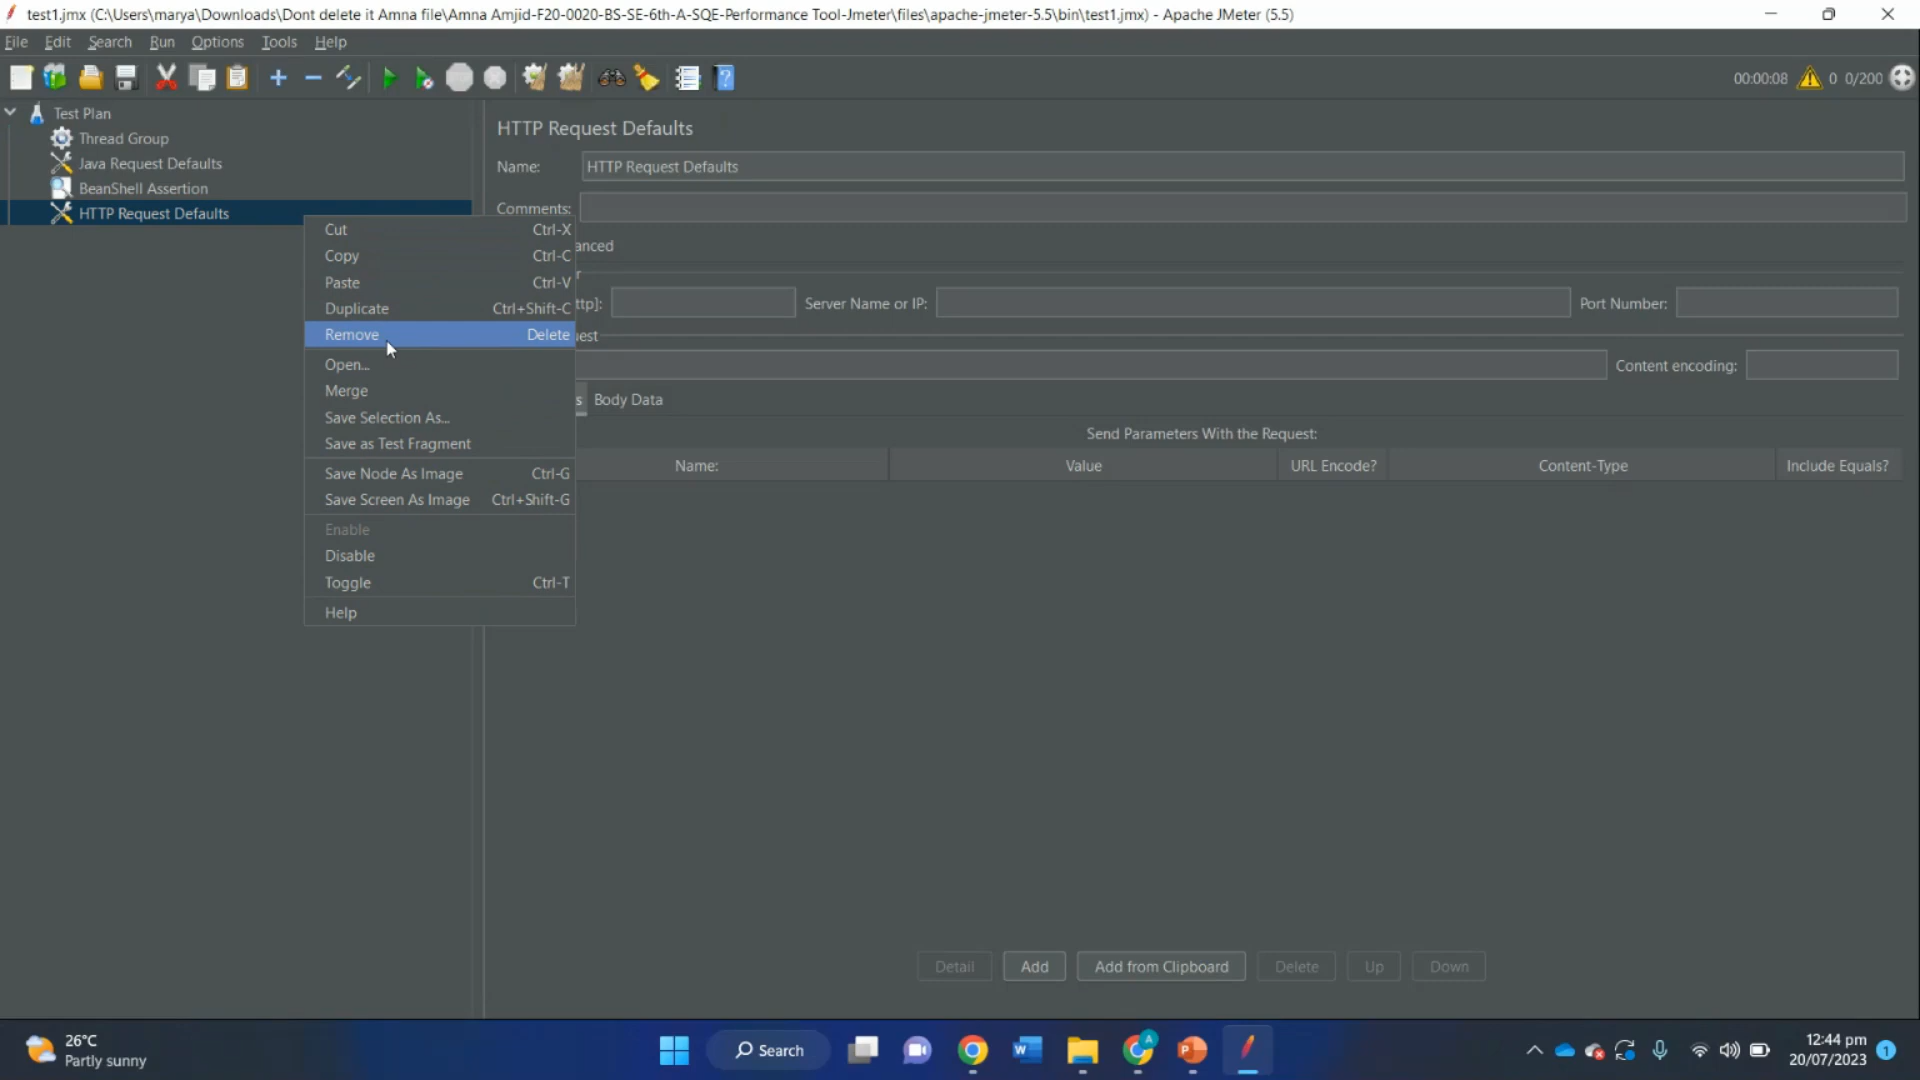 test1.jmx (C:\Users\marya\Downloads\Dont delete it Amna file\Amna Amjid-F20-0020-BS-SE-6th-A-SQE-Performance Tool-Jmeter\files\apache-jmeter-5.5\bin\test1.jmx) - Apache JMeter (5.5)
File Edit Search Run Options Tools Help
00:00:08 0 0/200
Test Plan
Thread Group
Java Request Defaults
BeanShell Assertion
HTTP Request Defaults
HTTP Request Defaults
Name: HTTP Request Defaults
Comments:
Cut Ctrl-X
Copy Ctrl-C
Paste Ctrl-V
Duplicate Ctrl+Shift-C
Remove Delete
Open...
Merge
Save Selection As...
Save as Test Fragment
Save Node As Image Ctrl-G
Save Screen As Image Ctrl+Shift-G
Enable
Disable
Toggle Ctrl-T
Help
anced
r
ttp]: Server Name or IP: Port Number:
uest
Content encoding:
s Body Data
Send Parameters With the Request:
Name: Value URL Encode? Content-Type Include Equals?
Detail Add Add from Clipboard Delete Up Down
26°C
Partly sunny
Search
A
W
P
12:44 pm
20/07/2023
1